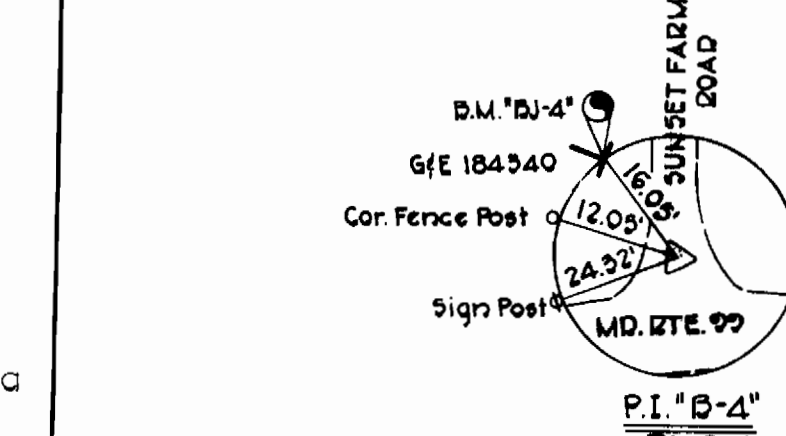 SUNSET FARM
ROAD
B.M. "BJ-4"
G&E 184540
16.05'
Cor. Fence Post
12.05'
24.32'
Sign Post
MD. RTE. 99
a
P.I. "B-4"